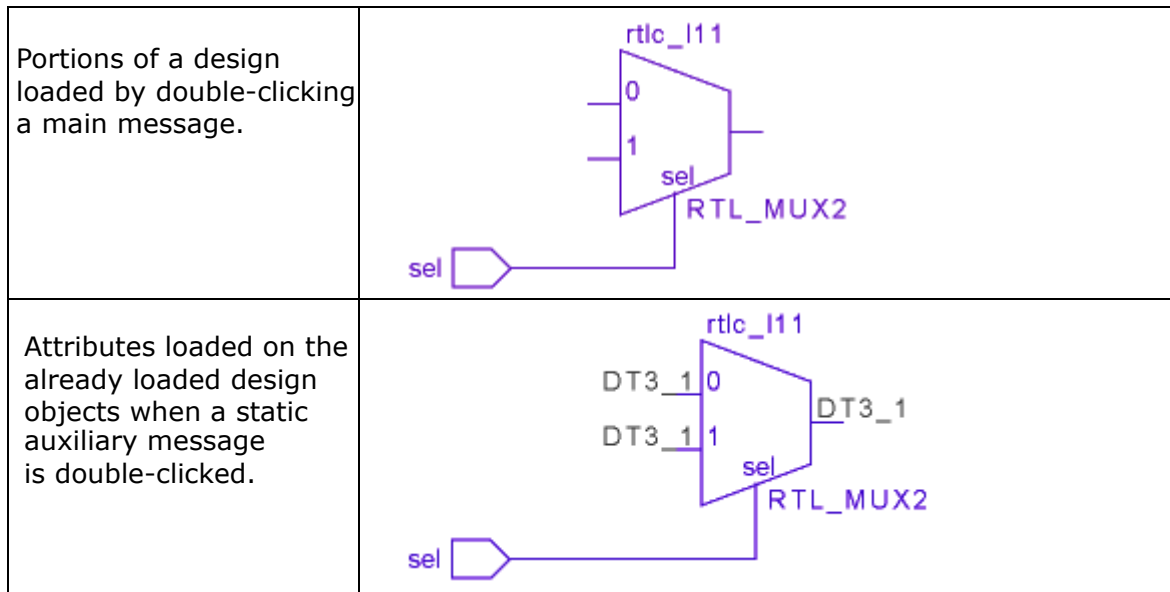 Portions of a design
loaded by double-clicking
a main message.
rtlc_I11
0
1
sel
RTL_MUX2
sel
Attributes loaded on the
already loaded design
objects when a static
auxiliary message
is double-clicked.
rtlc_I11
DT3_1 0
DT3_1
DT3_1 1
sel
RTL_MUX2
sel